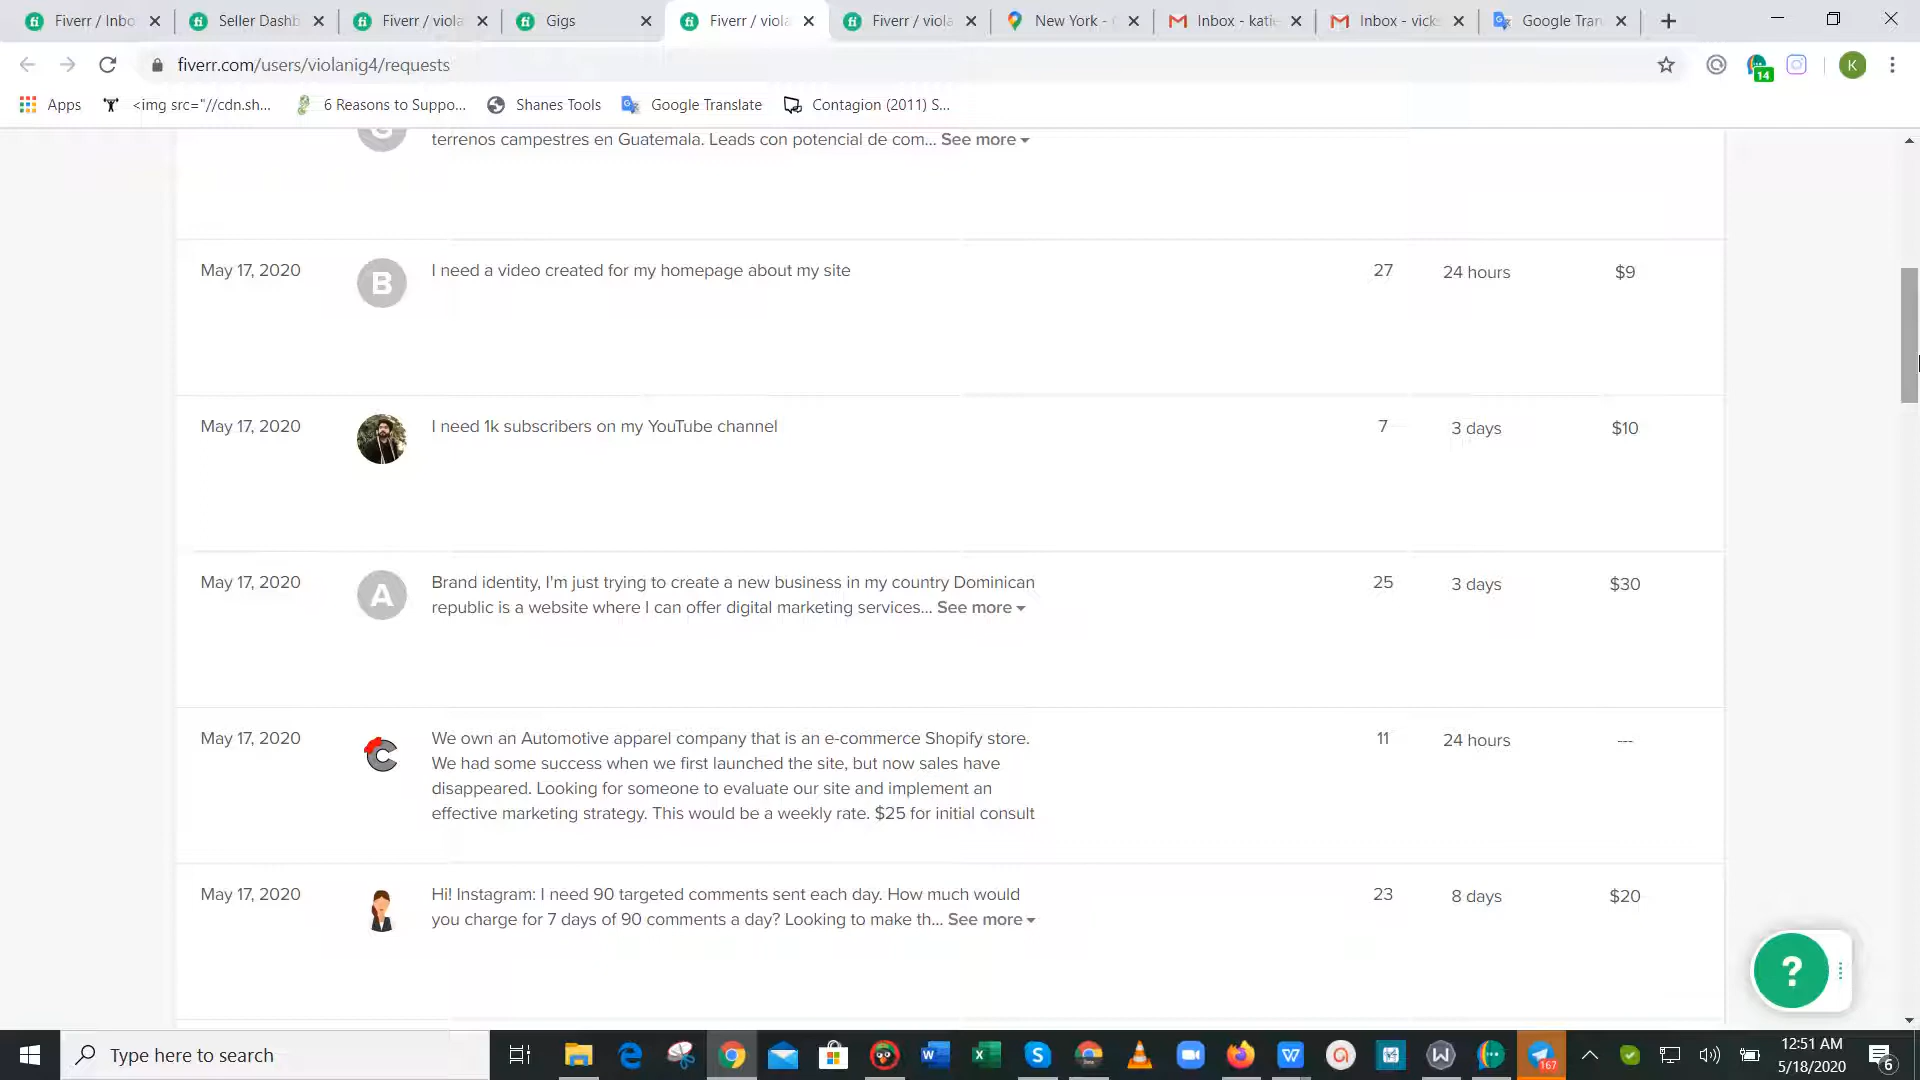 Fiverr / Inbo
Seller Dashb
Fiverr / viola
Gigs
Fiverr / viola
Fiverr / viola
New York -
Inbox - katie
Inbox - vick
Google Tran
fiverr.com/users/violanig4/requests
14
K
Apps
<img src="//cdn.sh...
6 Reasons to Suppo...
Shanes Tools
Google Translate
Contagion (2011) S...
G
terrenos campestres en Guatemala. Leads con potencial de com... See more
May 17, 2020
B
I need a video created for my homepage about my site
27
24 hours
$9
May 17, 2020
I need 1k subscribers on my YouTube channel
7
3 days
$10
May 17, 2020
A
Brand identity, I'm just trying to create a new business in my country Dominican
republic is a website where I can offer digital marketing services... See more
25
3 days
$30
May 17, 2020
C
We own an Automotive apparel company that is an e-commerce Shopify store.
We had some success when we first launched the site, but now sales have
disappeared. Looking for someone to evaluate our site and implement an
effective marketing strategy. This would be a weekly rate. $25 for initial consult
11
24 hours
---
May 17, 2020
Hi! Instagram: I need 90 targeted comments sent each day. How much would
you charge for 7 days of 90 comments a day? Looking to make th... See more
23
8 days
$20
?
Type here to search
167
12:51 AM
5/18/2020
6